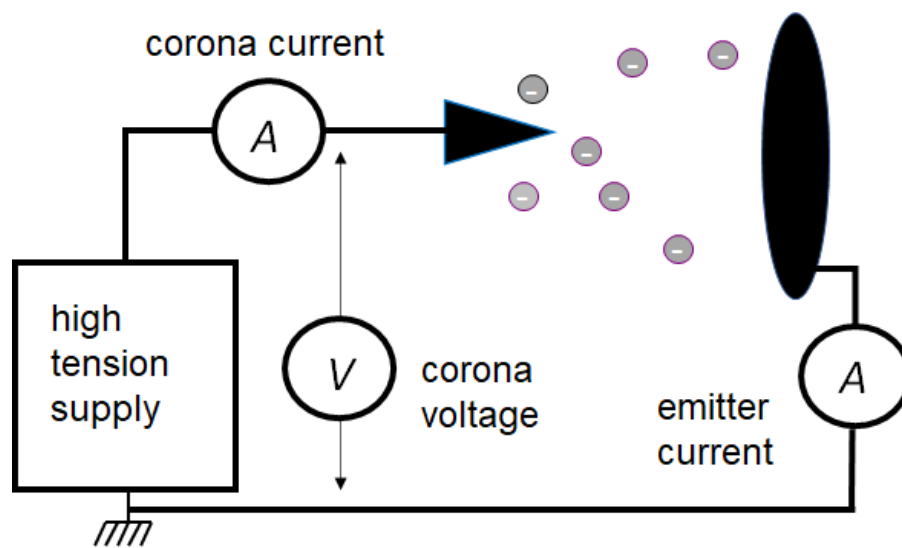 corona current
A
high
tension
supply
V
corona
voltage
emitter
current
A
- 
-
-
-
-
-
-